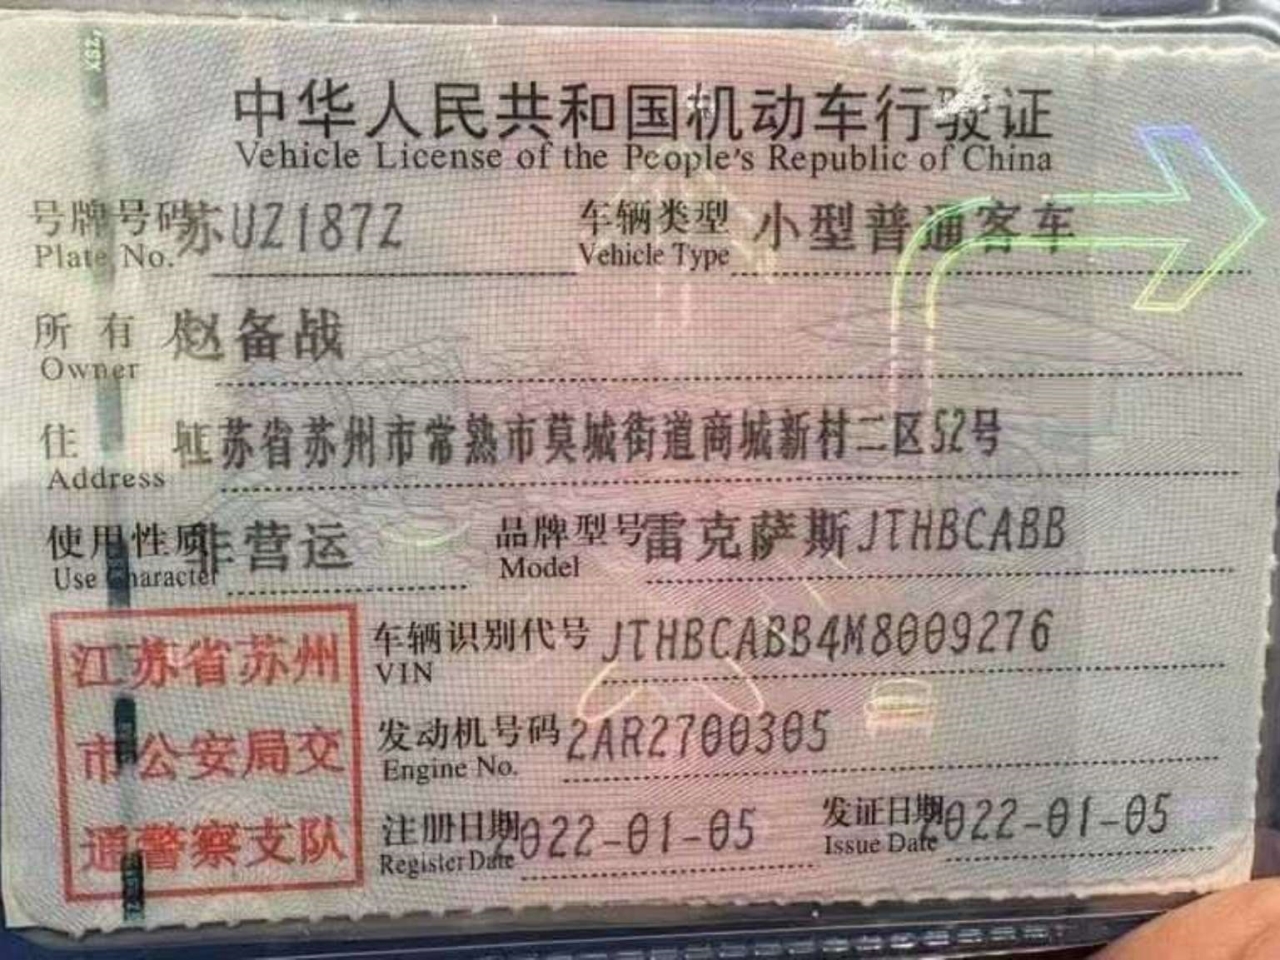 中华人民共和国机动车行驶证
Vehicle License of the People's Republic of China
号牌号码 苏UZ187Z 车辆类型 小型普通客车
Plate No. Vehicle Type
所有 赵备战
Owner
住 江苏省苏州市常熟市莫城街道商城新村二区52号
Address
使用性质 非营运 品牌型号 雷克萨斯JTHBCABB
Use Character Model
江苏省苏州
市公安局交
通警察支队
车辆识别代号 JTHBCABB4M8009276
VIN
发动机号码 2AR2700305
Engine No.
注册日期 2022-01-05 发证日期 2022-01-05
Register Date Issue Date